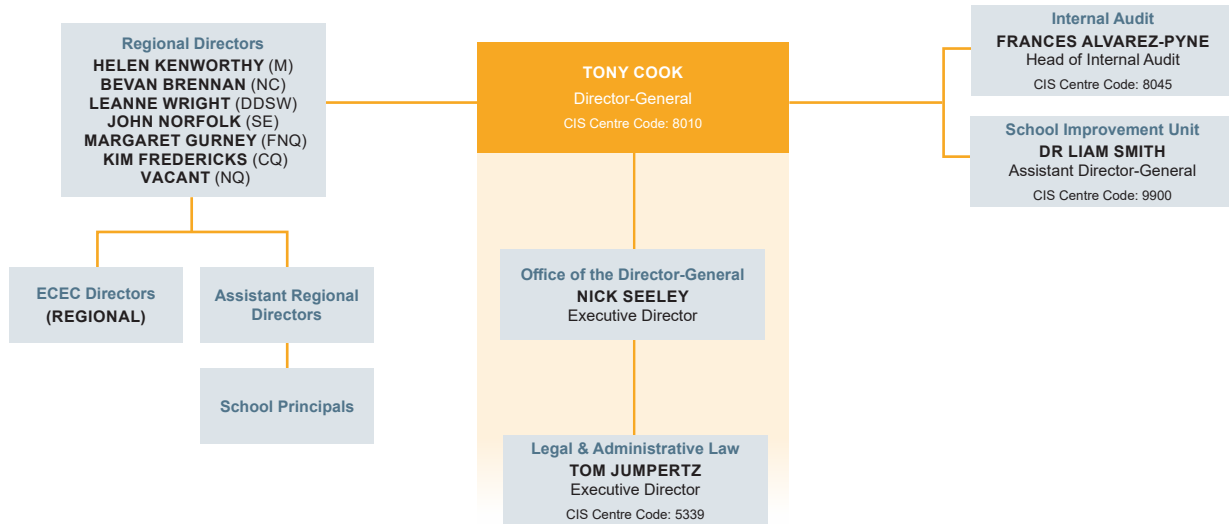 Regional Directors
HELEN KENWORTHY (M)
BEVAN BRENNAN (NC)
LEANNE WRIGHT (DDSW)
JOHN NORFOLK (SE)
MARGARET GURNEY (FNQ)
KIM FREDERICKS (CQ)
VACANT (NQ)
TONY COOK
Director-General
CIS Centre Code: 8010
Internal Audit
FRANCES ALVAREZ-PYNE
Head of Internal Audit
CIS Centre Code: 8045
School Improvement Unit
DR LIAM SMITH
Assistant Director-General
CIS Centre Code: 9900
ECEC Directors
(REGIONAL)
Assistant Regional
Directors
School Principals
Office of the Director-General
NICK SEELEY
Executive Director
Legal & Administrative Law
TOM JUMPERTZ
Executive Director
CIS Centre Code: 5339